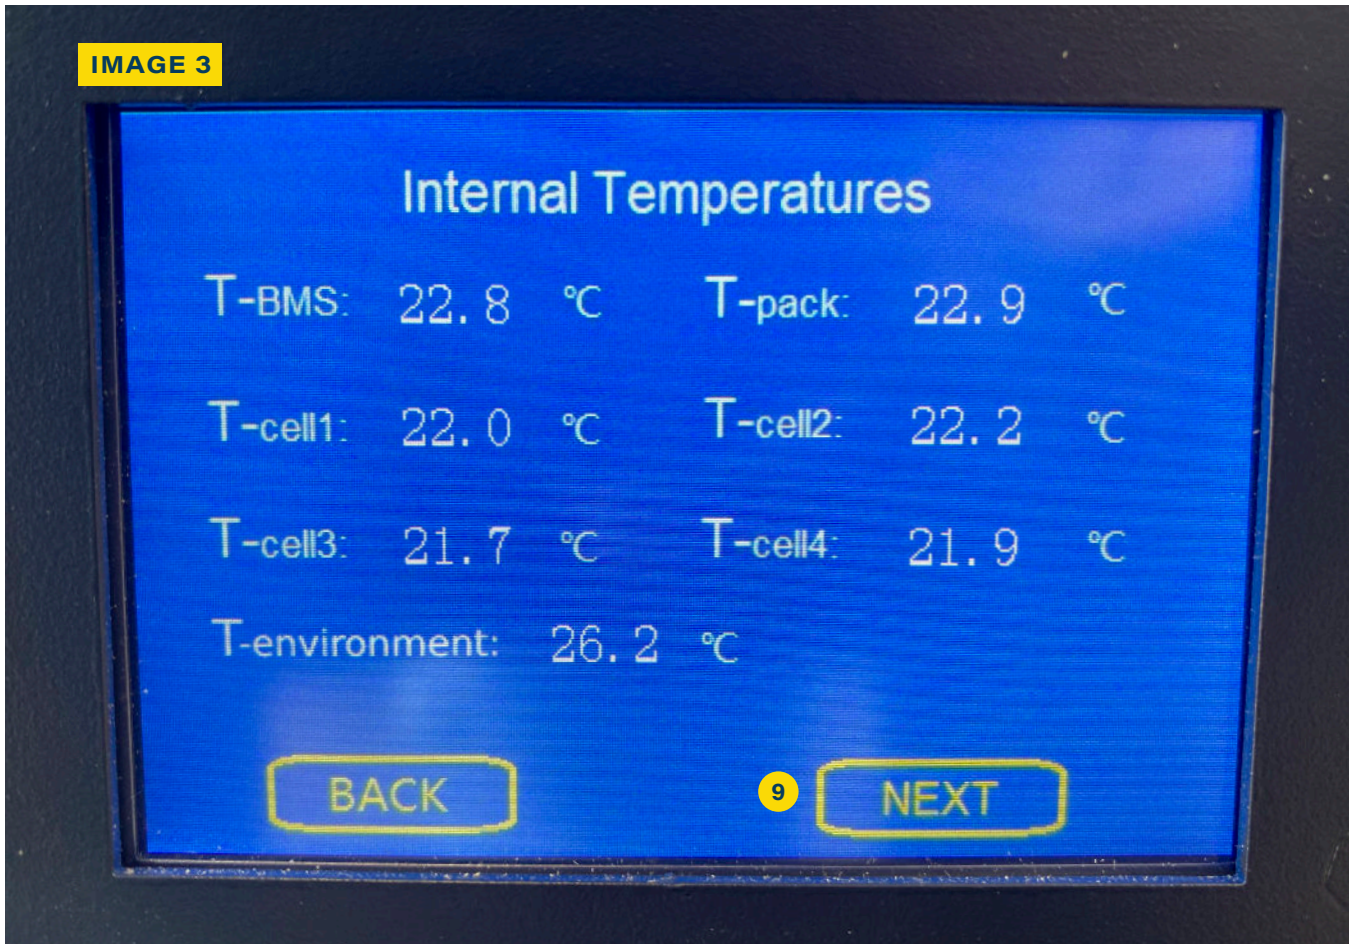 IMAGE 3
Internal Temperatures
T-BMS: 22.8 ℃ T-pack: 22.9 ℃
T-cell1: 22.0 ℃ T-cell2: 22.2 ℃
T-cell3: 21.7 ℃ T-cell4: 21.9 ℃
T-environment: 26.2 ℃
BACK 9 NEXT